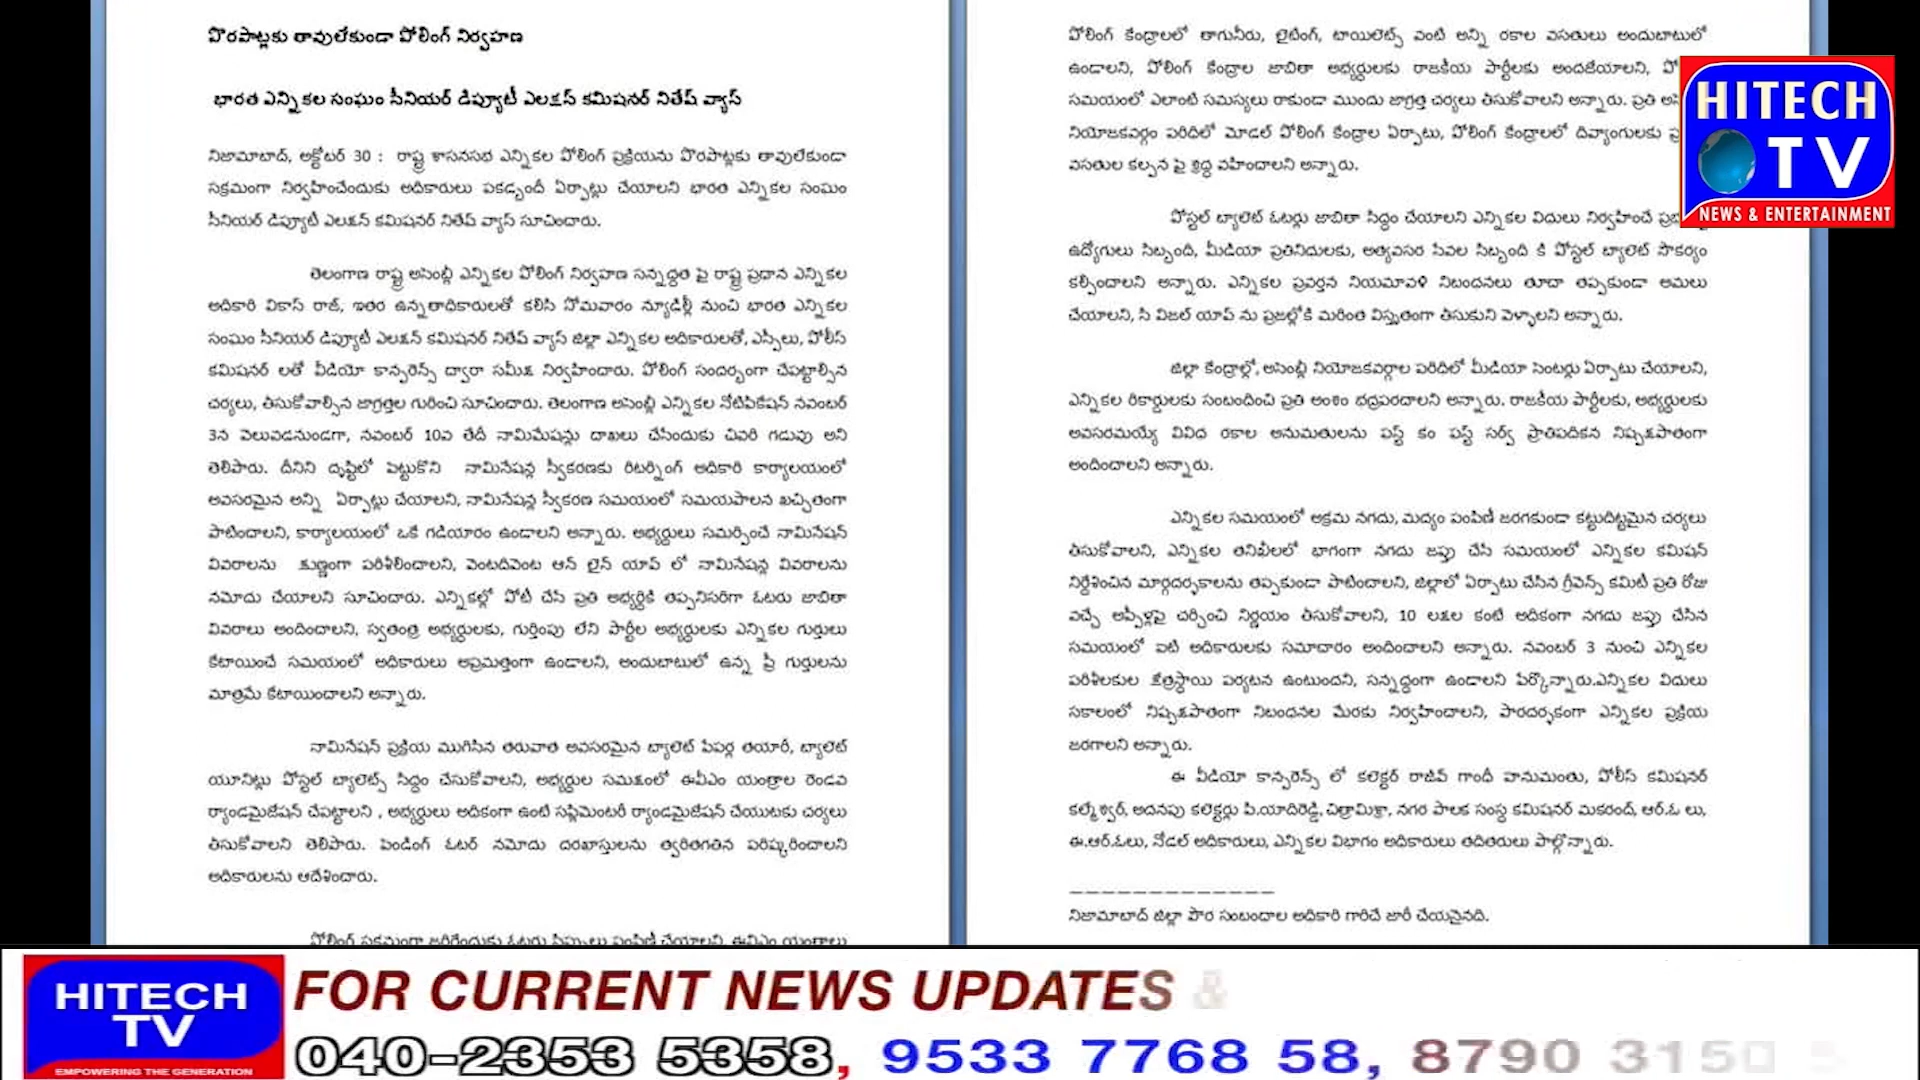 పొరపాట్లకు తావులేకుండా పోలింగ్ నిర్వహణ
భారత ఎన్నికల సంఘం సీనియర్ డిప్యూటీ ఎలక్షన్ కమిషనర్ నితేష్ వ్యాస్
నిజామాబాద్, అక్టోబర్ 30 : రాష్ట్ర శాసనసభ ఎన్నికల పోలింగ్ ప్రక్రియను పొరపాట్లకు తావులేకుండా
సక్రమంగా నిర్వహించేందుకు అధికారులు పకడ్బందీ ఏర్పాట్లు చేయాలని భారత ఎన్నికల సంఘం
సీనియర్ డిప్యూటీ ఎలక్షన్ కమిషనర్ నితేష్ వ్యాస్ సూచించారు.
తెలంగాణ రాష్ట్ర అసెంబ్లీ ఎన్నికల పోలింగ్ నిర్వహణ సన్నద్ధత పై రాష్ట్ర ప్రధాన ఎన్నికల
అధికారి వికాస్ రాజ్, ఇతర ఉన్నతాధికారులతో కలిసి సోమవారం న్యూఢిల్లీ నుంచి భారత ఎన్నికల
సంఘం సీనియర్ డిప్యూటీ ఎలక్షన్ కమిషనర్ నితేష్ వ్యాస్ జిల్లా ఎన్నికల అధికారులతో, ఎస్పీలు, పోలీస్
కమిషనర్ లతో వీడియో కాన్ఫరెన్స్ ద్వారా సమీక్ష నిర్వహించారు. పోలింగ్ సందర్భంగా చేపట్టాల్సిన
చర్యలు, తీసుకోవాల్సిన జాగ్రత్తల గురించి సూచించారు. తెలంగాణ అసెంబ్లీ ఎన్నికల నోటిఫికేషన్ నవంబర్
3న వెలువడనుండగా, నవంబర్ 10వ తేదీ నామిమేషన్లు దాఖలు చేసేందుకు చివరి గడువు అని
తెలిపారు. దీనిని దృష్టిలో పెట్టుకొని నామినేషన్ల స్వీకరణకు రిటర్నింగ్ అధికారి కార్యాలయంలో
అవసరమైన అన్ని ఏర్పాట్లు చేయాలని, నామినేషన్ల స్వీకరణ సమయంలో సమయపాలన ఖచ్చితంగా
పాటించాలని, కార్యాలయంలో ఒకే గడియారం ఉండాలని అన్నారు. అభ్యర్థులు సమర్పించే నామినేషన్
వివరాలను క్షుణ్ణంగా పరిశీలించాలని, వెంటదివెంట ఆన్ లైన్ యాప్ లో నామినేషన్ల వివరాలను
నమోదు చేయాలని సూచించారు. ఎన్నికల్లో పోటీ చేసే ప్రతి అభ్యర్థికి తప్పనిసరిగా ఓటరు జాబితా
వివరాలు అందించాలని, స్వతంత్ర అభ్యర్థులకు, గుర్తింపు లేని పార్టీల అభ్యర్థులకు ఎన్నికల గుర్తులు
కేటాయించే సమయంలో అధికారులు అప్రమత్తంగా ఉండాలని, అందుబాటులో ఉన్న ఫ్రీ గుర్తులను
మాత్రమే కేటాయించాలని అన్నారు.
నామినేషన్ ప్రక్రియ ముగిసిన తరువాత అవసరమైన బ్యాలెట్ పేపర్ల తయారీ, బ్యాలెట్
యూనిట్లు పోస్టల్ బ్యాలెట్స్ సిద్ధం చేసుకోవాలని, అభ్యర్థుల సమక్షంలో ఈవీఎం యంత్రాల రెండవ
ర్యాండమైజేషన్ చేపట్టాలని , అభ్యర్థులు అధికంగా ఉంటే సప్లిమెంటరీ ర్యాండమైజేషన్ చేయుటకు చర్యలు
తీసుకోవాలని తెలిపారు. పెండింగ్ ఓటర్ నమోదు దరఖాస్తులను త్వరితగతిన పరిష్కరించాలని
అధికారులను ఆదేశించారు.
పోలింగ్ సక్రమంగా జరిగేందుకు ఓటరు స్లిప్పులు పంపిణీ చేయాలని, ఈవీఎం యంత్రాలు
పోలింగ్ కేంద్రాలలో తాగునీరు, లైటింగ్, టాయిలెట్స్ వంటి అన్ని రకాల వసతులు అందుబాటులో
ఉండాలని, పోలింగ్ కేంద్రాల జాబితా అభ్యర్థులకు రాజకీయ పార్టీలకు అందజేయాలని,
సమయంలో ఎలాంటి సమస్యలు రాకుండా ముందు జాగ్రత్త చర్యలు తీసుకోవాలని అన్నారు. ప్రతి
నియోజకవర్గం పరిధిలో మోడల్ పోలింగ్ కేంద్రాల ఏర్పాటు, పోలింగ్ కేంద్రాలలో దివ్యాంగులకు
వసతుల కల్పన పై శ్రద్ధ వహించాలని అన్నారు.
పోస్టల్ బ్యాలెట్ ఓటర్లు జాబితా సిద్ధం చేయాలని ఎన్నికల విధులు నిర్వహించే
ఉద్యోగులు సిబ్బంది, మీడియా ప్రతినిధులకు, అత్యవసర సేవల సిబ్బంది కి పోస్టల్ బ్యాలెట్ సౌకర్యం
కల్పించాలని అన్నారు. ఎన్నికల ప్రవర్తన నియమావళి నిబంధనలు తూచా తప్పకుండా అమలు
చేయాలని, సి విజల్ యాప్ ను ప్రజల్లోకి మరింత విస్తృతంగా తీసుకుని వెళ్ళాలని అన్నారు.
జిల్లా కేంద్రాల్లో, అసెంబ్లీ నియోజకవర్గాల పరిధిలో మీడియా సెంటర్లు ఏర్పాటు చేయాలని,
ఎన్నికల రికార్డులకు సంబంధించి ప్రతి అంశం భద్రపరచాలని అన్నారు. రాజకీయ పార్టీలకు, అభ్యర్థులకు
అవసరమయ్యే వివిధ రకాల అనుమతులను ఫస్ట్ కం ఫస్ట్ సర్వ్ ప్రాతిపదికన నిష్పక్షపాతంగా
అందించాలని అన్నారు.
ఎన్నికల సమయంలో అక్రమ నగదు, మద్యం పంపిణీ జరగకుండా కట్టుదిట్టమైన చర్యలు
తీసుకోవాలని, ఎన్నికల తనిఖీలలో భాగంగా నగదు జప్తు చేసే సమయంలో ఎన్నికల కమిషన్
నిర్దేశించిన మార్గదర్శకాలను తప్పకుండా పాటించాలని, జిల్లాలో ఏర్పాటు చేసిన గ్రీవెన్స్ కమిటీ ప్రతి రోజు
వచ్చే అప్పీళ్లపై చర్చించి నిర్ణయం తీసుకోవాలని, 10 లక్షల కంటే అధికంగా నగదు జప్తు చేసిన
సమయంలో ఐటి అధికారులకు సమాచారం అందించాలని అన్నారు. నవంబర్ 3 నుంచి ఎన్నికల
పరిశీలకుల క్షేత్రస్థాయి పర్యటన ఉంటుందని, సన్నద్ధంగా ఉండాలని పేర్కొన్నారు.ఎన్నికల విధులు
సకాలంలో నిష్పక్షపాతంగా నిబంధనల మేరకు నిర్వహించాలని, పారదర్శకంగా ఎన్నికల ప్రక్రియ
జరగాలని అన్నారు.
ఈ వీడియో కాన్ఫరెన్స్ లో కలెక్టర్ రాజీవ్ గాంధీ హనుమంతు, పోలీస్ కమిషనర్
కల్మేశ్వర్, అదనపు కలెక్టర్లు పి.యాదిరెడ్డి, చిత్రామిశ్రా, నగర పాలక సంస్థ కమిషనర్ మకరంద్, ఆర్.ఓ లు,
ఈ.ఆర్.ఓలు, నోడల్ అధికారులు, ఎన్నికల విభాగం అధికారులు తదితరులు పాల్గొన్నారు.
_ _ _ _ _ _ _ _ _ _ _ _ _
నిజామాబాద్ జిల్లా పౌర సంబంధాల అధికారి గారిచే జారీ చేయనైనది.
HITECH
TV
NEWS & ENTERTAINMENT
HITECH
TV
EMPOWERING THE GENERATION
FOR CURRENT NEWS UPDATES &
040-2353 5358, 9533 7768 58, 8790 315